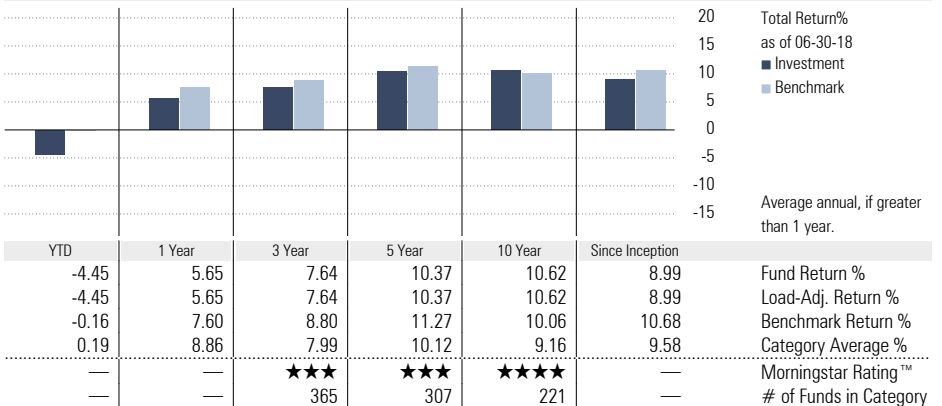 20
15
10
5
0
-5
-10
-15
Total Return%
as of 06-30-18
Investment
Benchmark
Average annual, if greater
than 1 year.
YTD 1 Year 3 Year 5 Year 10 Year Since Inception
-4.45 5.65 7.64 10.37 10.62 8.99 Fund Return %
-4.45 5.65 7.64 10.37 10.62 8.99 Load-Adj. Return %
-0.16 7.60 8.80 11.27 10.06 10.68 Benchmark Return %
0.19 8.86 7.99 10.12 9.16 9.58 Category Average %
— — ★★★ ★★★ ★★★★ — Morningstar Rating™
— — 365 307 221 — # of Funds in Category